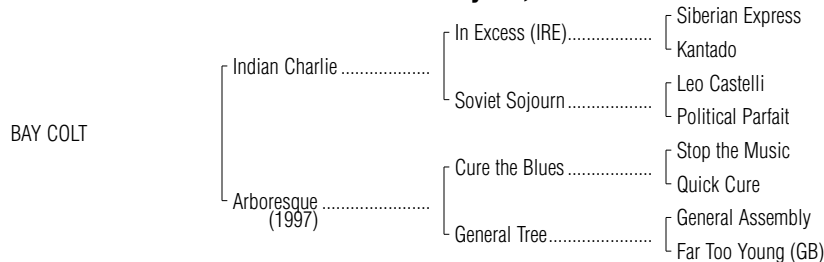 Siberian Express
In Excess (IRE)...................
Kantado
Indian Charlie ....................
Leo Castelli
Soviet Sojourn...................
Political Parfait
BAY COLT
Stop the Music
Cure the Blues...................
Quick Cure
Arboresque ........................
(1997)
General Assembly
General Tree.......................
Far Too Young (GB)